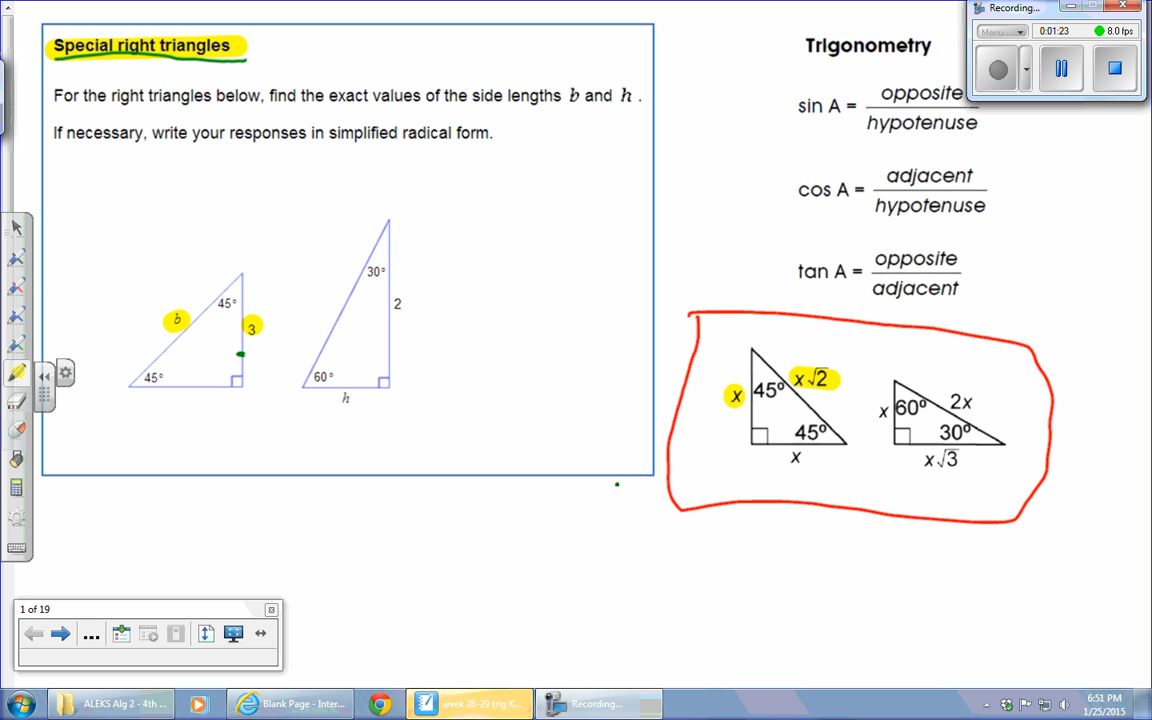 Recording...
Menu
0:01:23
8.0 fps
Special right triangles
For the right triangles below, find the exact values of the side lengths b and h .
If necessary, write your responses in simplified radical form.
45°
b
3
45°
30°
2
60°
h
Trigonometry
sin A = opposite
hypotenuse
cos A = adjacent
hypotenuse
tan A = opposite
adjacent
x
45°
x√2
45°
x
x
60°
2x
30°
x√3
1 of 19
...
ALEKS Alg 2 - 4th ...
Blank Page - Inter...
week 28-29 trig K...
Recording...
6:51 PM
1/25/2015